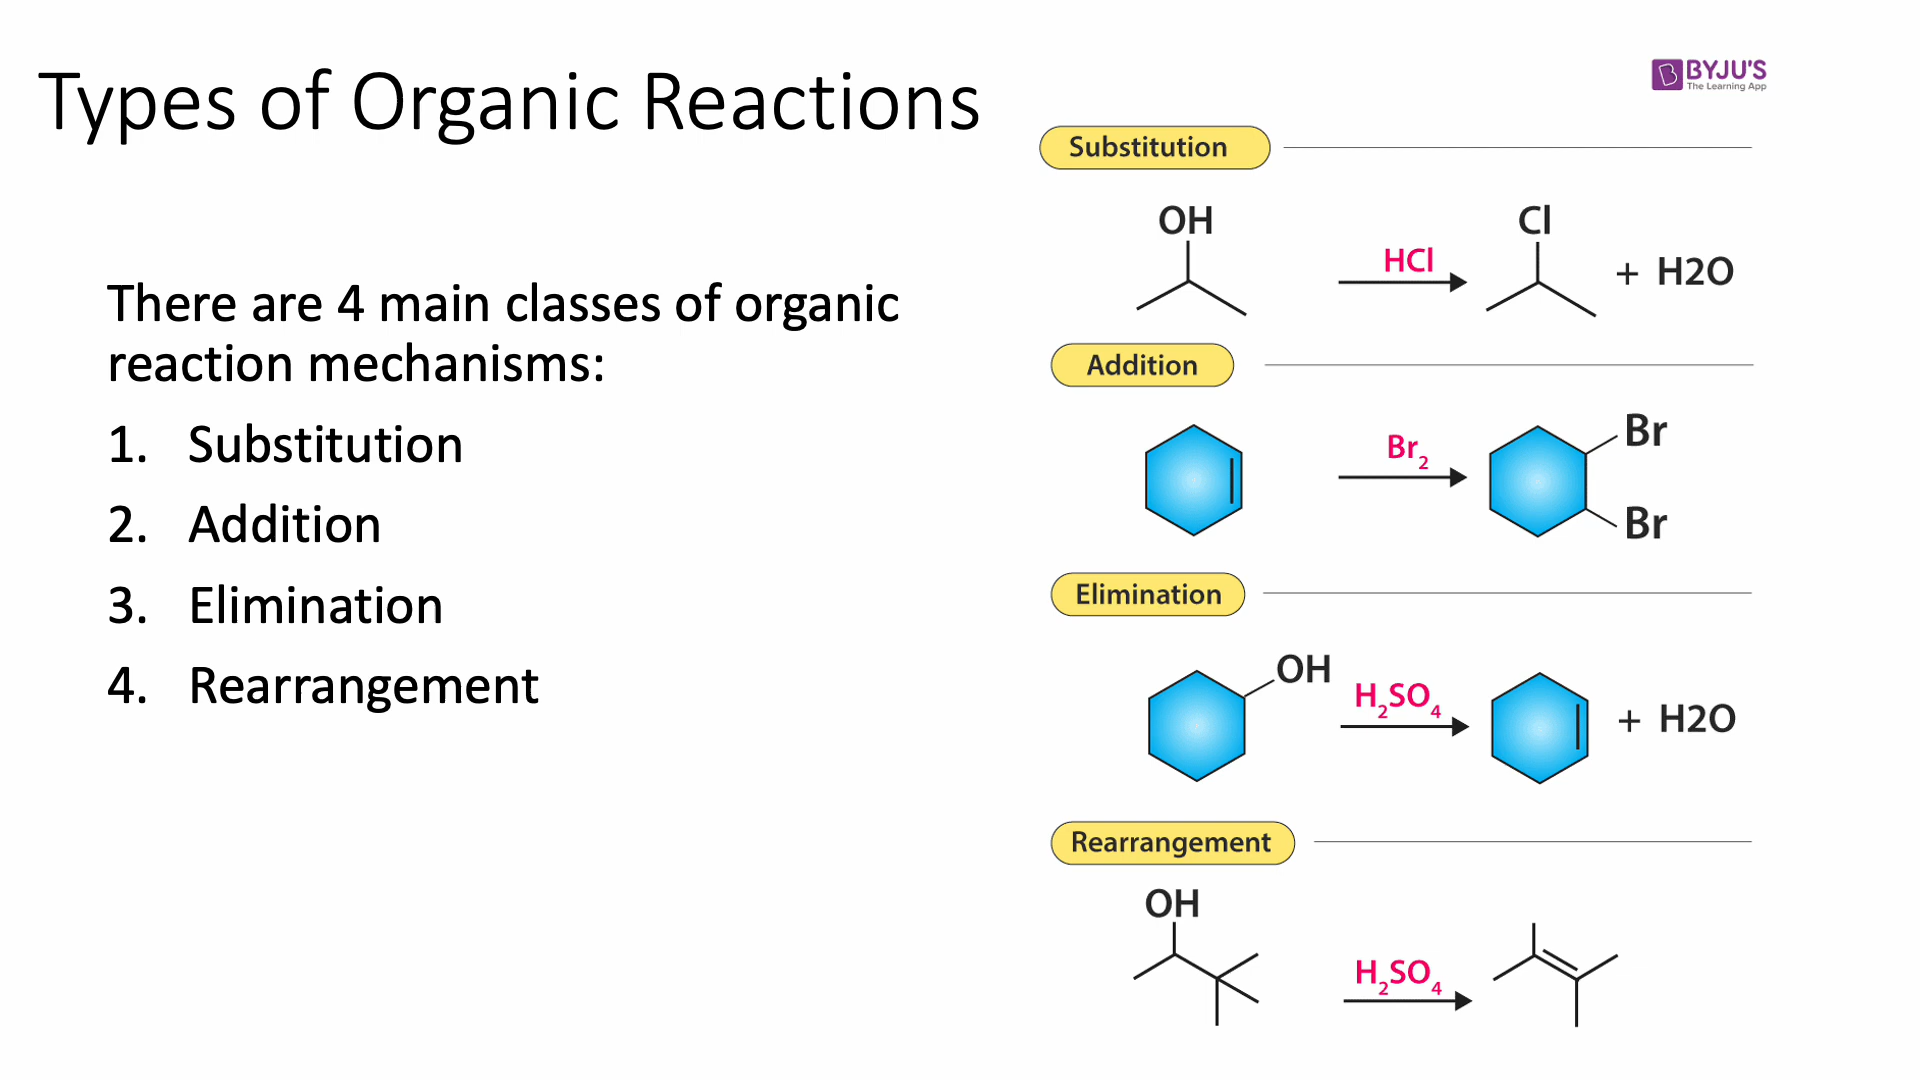 Types of Organic Reactions
There are 4 main classes of organic
reaction mechanisms:
1. Substitution
2. Addition
3. Elimination
4. Rearrangement
BYJU'S
The Learning App
Substitution
OH
HCl
Cl
+ H2O
Addition
Br₂
Br
Br
Elimination
OH
H₂SO₄
+ H2O
Rearrangement
OH
H₂SO₄